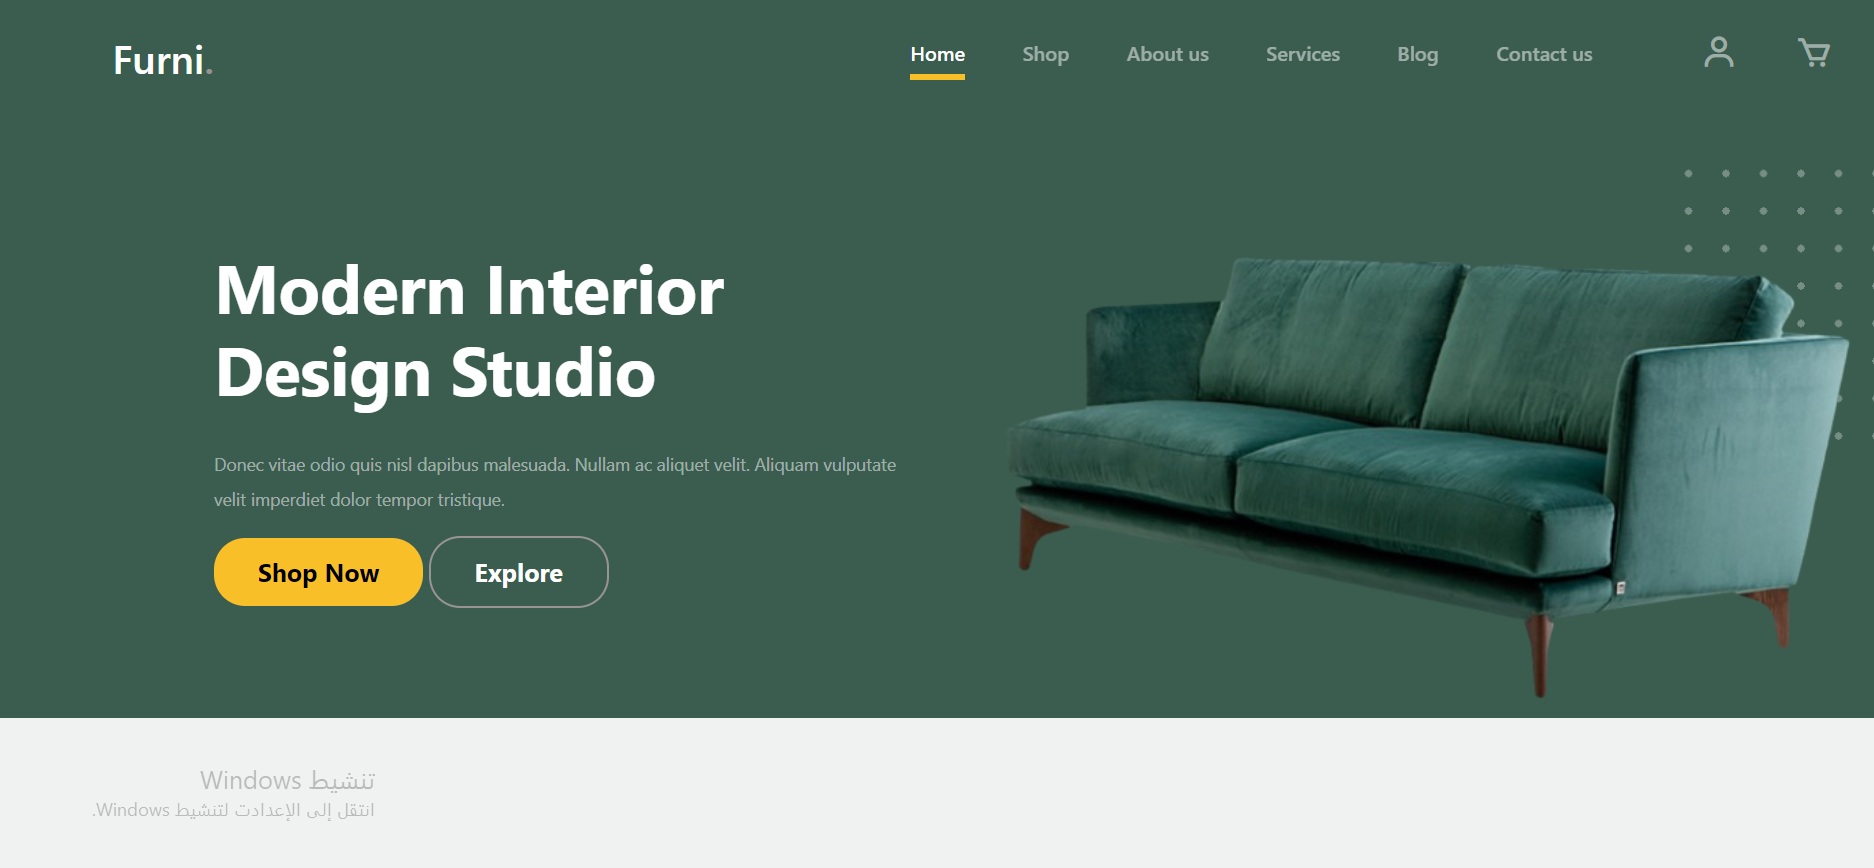 Furni.
Home Shop About us Services Blog Contact us
Modern Interior
Design Studio
Donec vitae odio quis nisl dapibus malesuada. Nullam ac aliquet velit. Aliquam vulputate
velit imperdiet dolor tempor tristique.
Shop Now Explore
تنشيط Windows
انتقل إلى الإعدادت لتنشيط Windows.